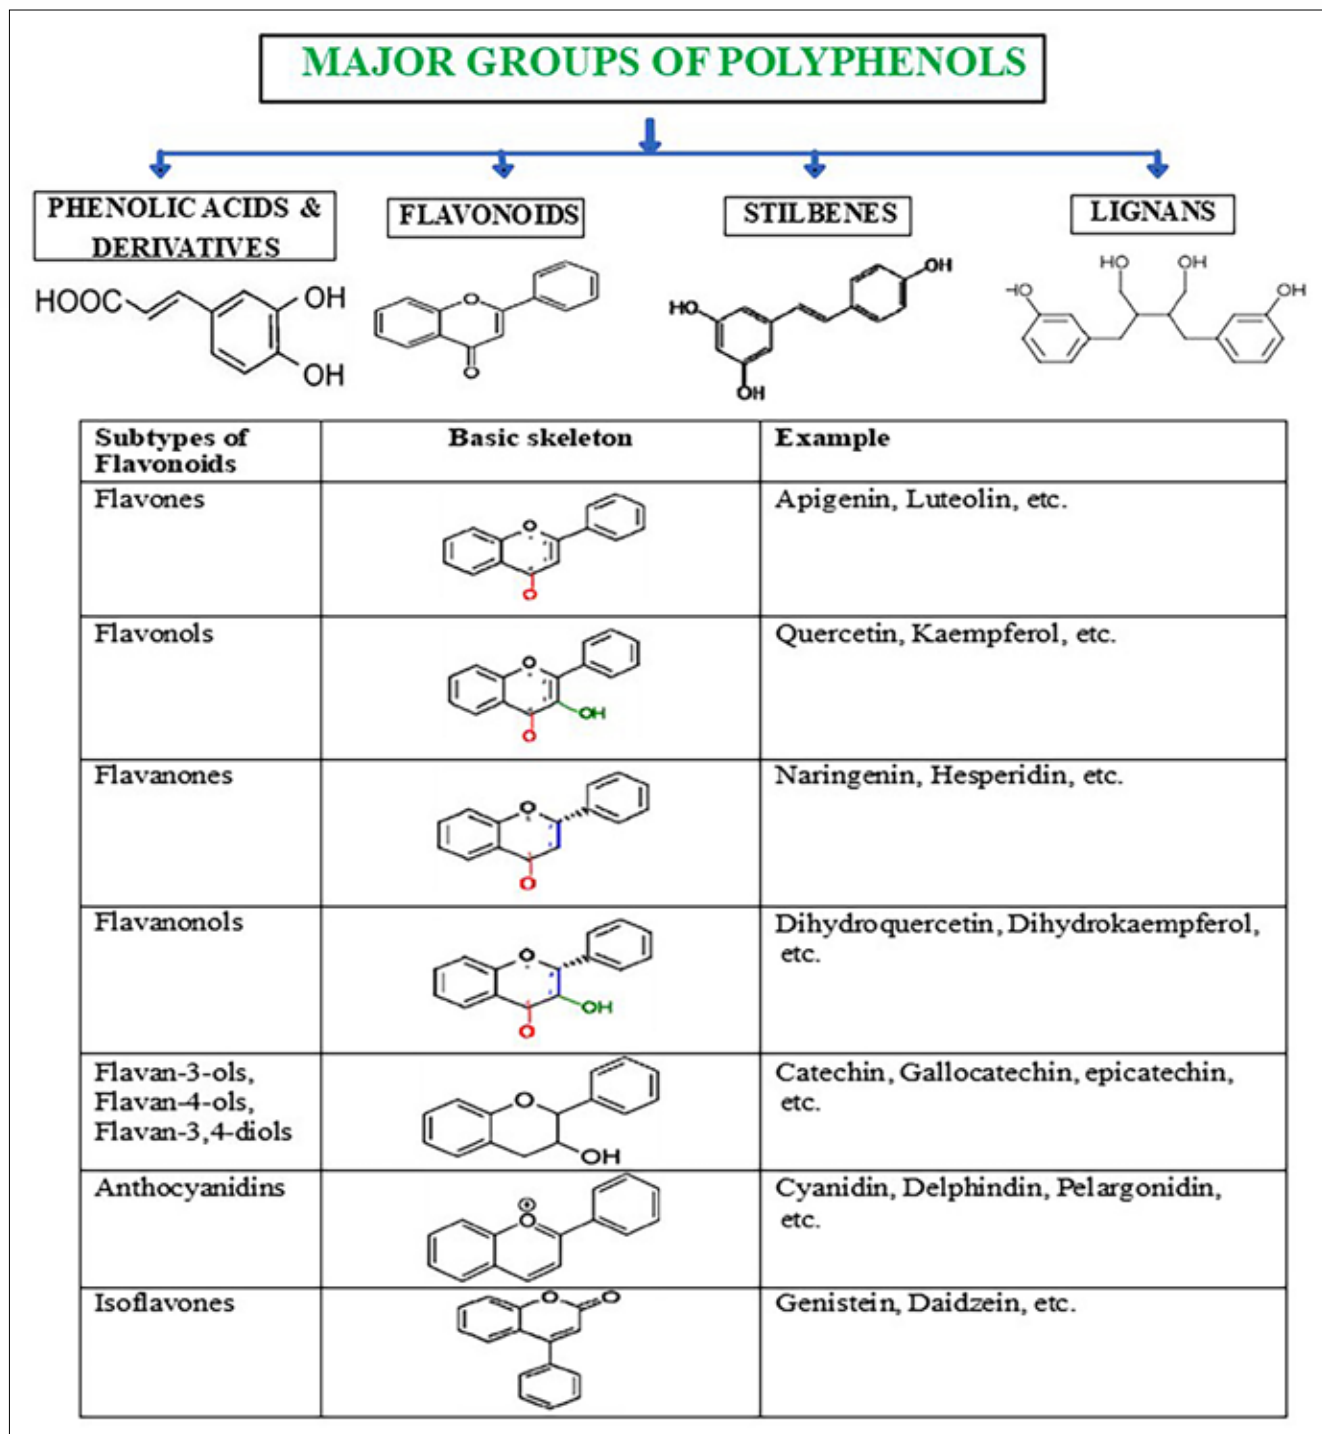 MAJOR GROUPS OF POLYPHENOLS
PHENOLIC ACIDS &
DERIVATIVES
FLAVONOIDS
STILBENES
LIGNANS
HOOC
OH
OH
O
O
OH
HO
OH
HO
OH
HO
OH
Subtypes of
Flavonoids
Basic skeleton
Example
Flavones
O
O
Apigenin, Luteolin, etc.
Flavonols
O
OH
O
Quercetin, Kaempferol, etc.
Flavanones
O
O
Naringenin, Hesperidin, etc.
Flavanonols
O
OH
O
Dihydroquercetin, Dihydrokaempferol,
etc.
Flavan-3-ols,
Flavan-4-ols,
Flavan-3,4-diols
O
OH
Catechin, Gallocatechin, epicatechin,
etc.
Anthocyanidins
⊕
O
Cyanidin, Delphindin, Pelargonidin,
etc.
Isoflavones
O
O
Genistein, Daidzein, etc.